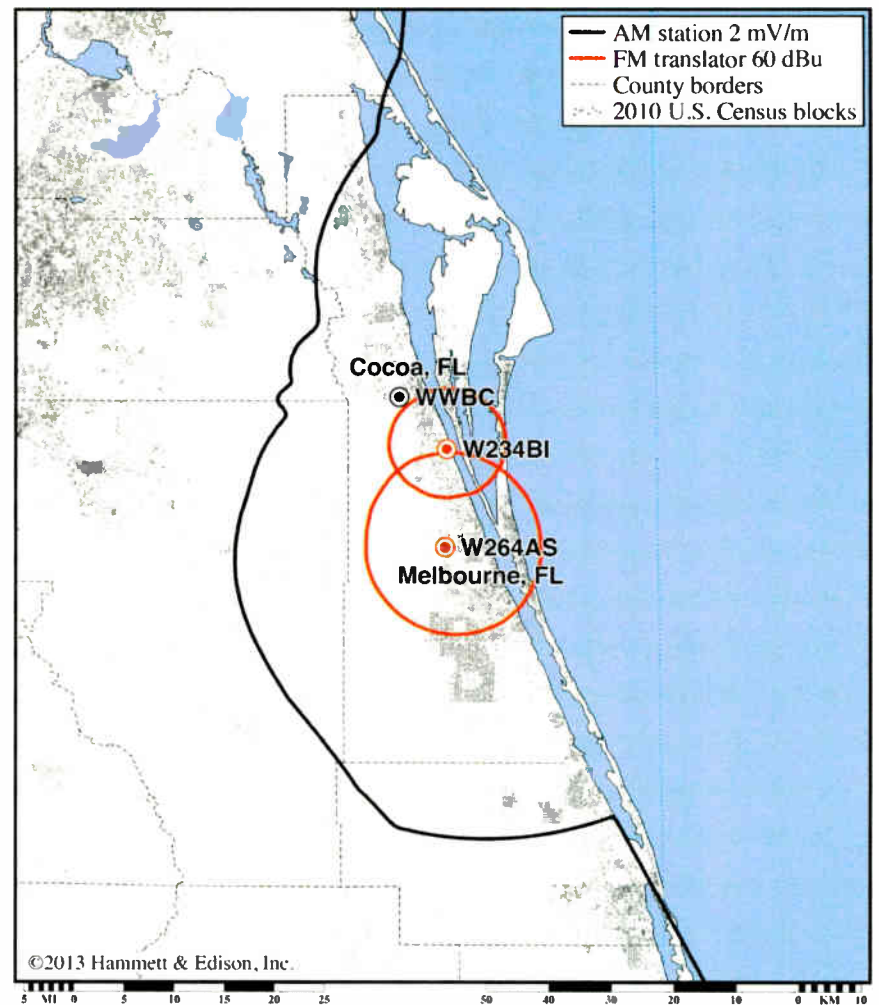 AM station 2 mV/m
FM translator 60 dBu
County borders
2010 U.S. Census blocks
Cocoa, FL
WWBC
W234BI
W264AS
Melbourne, FL
©2013 Hammett & Edison, Inc.
5 MI 0 5 10 15 20 25 50 40 30 20 10 0 KM 10